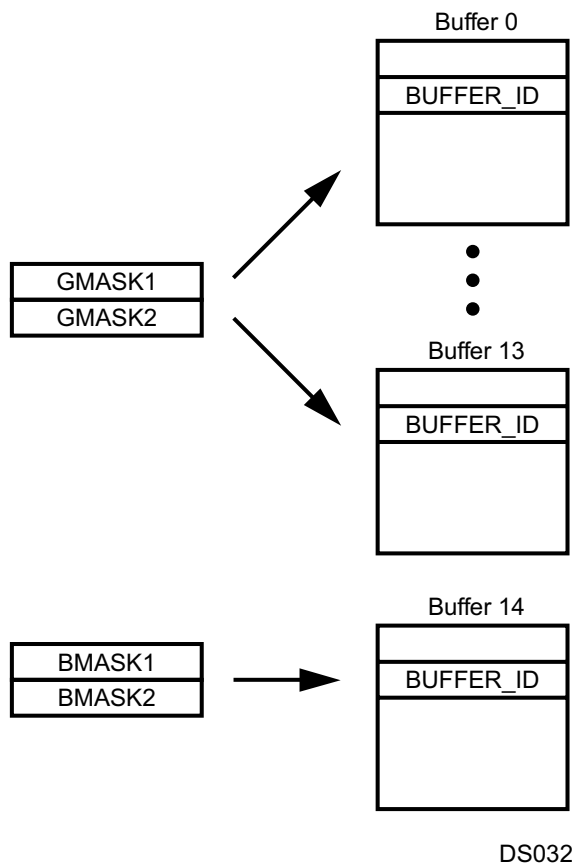 Buffer 0
BUFFER_ID
GMASK1
GMASK2
Buffer 13
BUFFER_ID
Buffer 14
BMASK1
BMASK2
BUFFER_ID
DS032